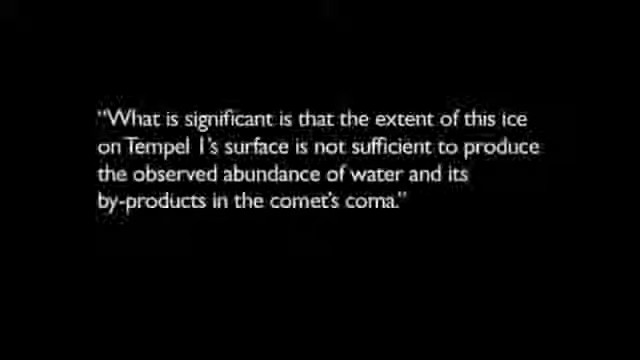 “What is significant is that the extent of this ice
on Tempel 1’s surface is not sufficient to produce
the observed abundance of water and its
by-products in the comet’s coma.”